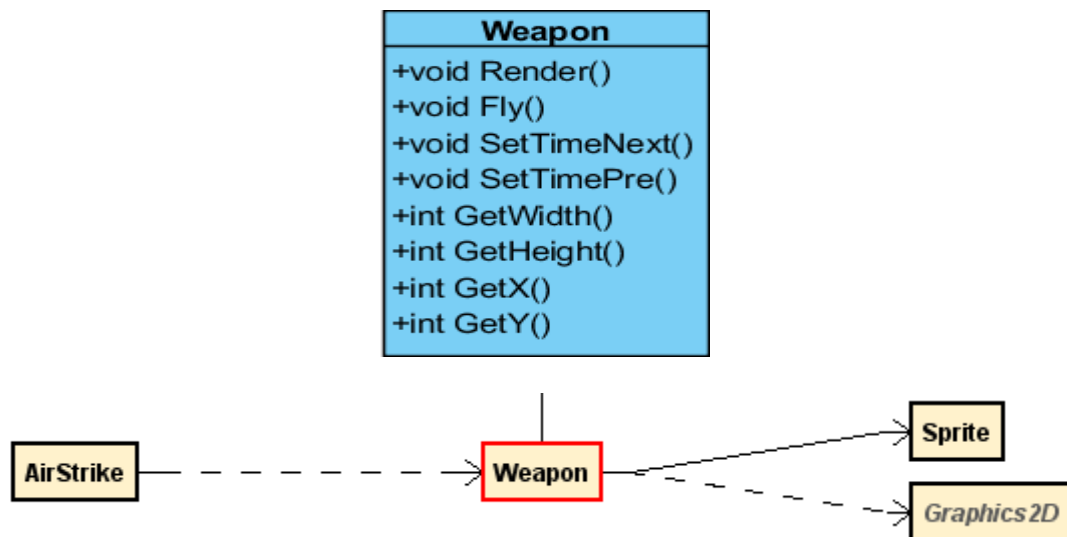 Weapon
+void Render()
+void Fly()
+void SetTimeNext()
+void SetTimePre()
+int GetWidth()
+int GetHeight()
+int GetX()
+int GetY()
AirStrike
Weapon
Sprite
Graphics2D